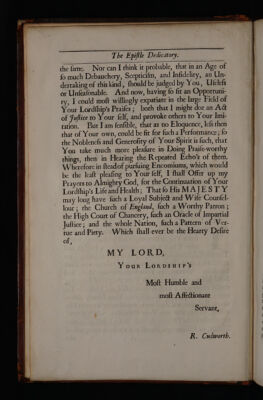 The Epistle Dedicatory.
the same. Nor can I think it probable, that in an Age of
so much Debauchery, Scepticism, and Infidelity, an Un-
dertaking of this kind, should be judged by You, Useless
or Unseasonable. And now, having so fit an Opportuni-
ty, I could most willingly expatiate in the large Field of
Your Lordship's Praises; both that I might doe an Act
of Justice to Your self, and provoke others to Your Imi-
tation. But I am sensible, that as no Eloquence, less then
that of Your own, could be fit for such a Performance; so
the Nobleness and Generosity of Your Spirit is such, that
You take much more pleasure in Doing Praise-worthy
things, then in Hearing the Repeated Echo's of them.
Wherefore in stead of pursuing Encomiums, which would
be the least pleasing to Your self, I shall Offer up my
Prayers to Almighty God, for the Continuation of Your
Lordship's Life and Health; That so His MAJESTY
may long have such a Loyal Subject and Wise Counsel-
lour; the Church of England, such a Worthy Patron;
the High Court of Chancery, such an Oracle of Impartial
Justice; and the whole Nation, such a Pattern of Ver-
tue and Piety. Which shall ever be the Hearty Desire
of,
MY LORD,
YOUR LORDSHIP'S
Most Humble and
most Affectionate
Servant,
R. Cudworth.